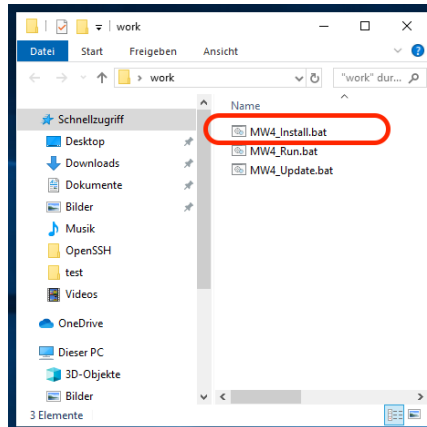 work
Datei Start Freigeben Ansicht
work "work" dur...
Name
Schnellzugriff
MW4_Install.bat
Desktop
MW4_Run.bat
Downloads
MW4_Update.bat
Dokumente
Bilder
Musik
OpenSSH
test
Videos
OneDrive
Dieser PC
3D-Objekte
Bilder
3 Elemente